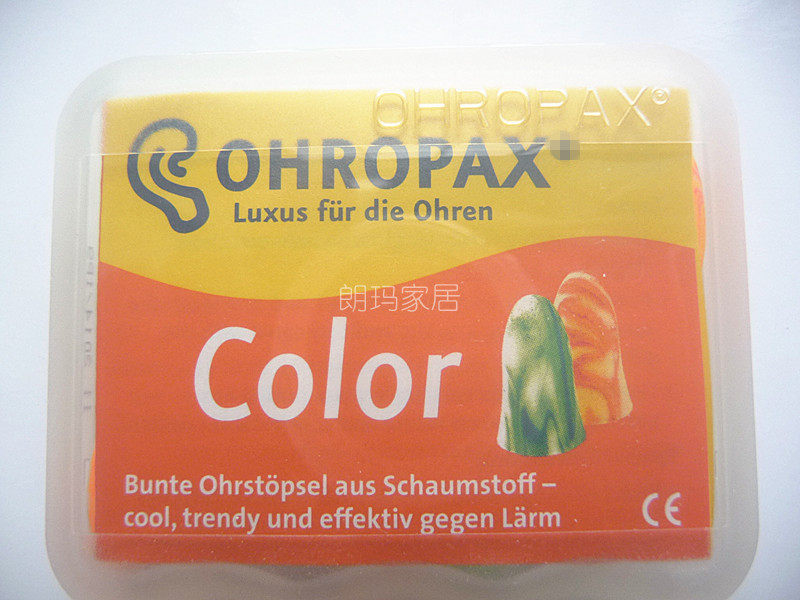 OHROPAX®
OHROPAX
Luxus für die Ohren
朗玛家居
Color
Bunte Ohrstöpsel aus Schaumstoff –
cool, trendy und effektiv gegen Lärm
CE